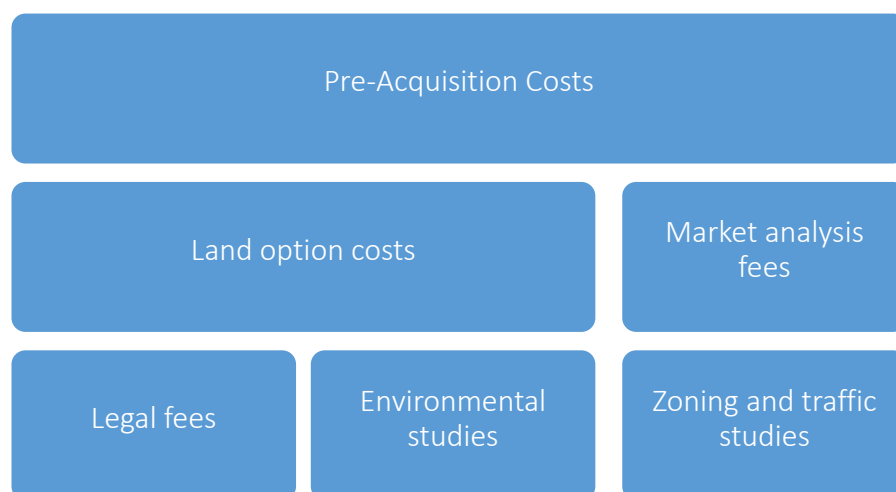 Pre-Acquisition Costs
Land option costs
Market analysis
fees
Legal fees
Environmental
studies
Zoning and traffic
studies